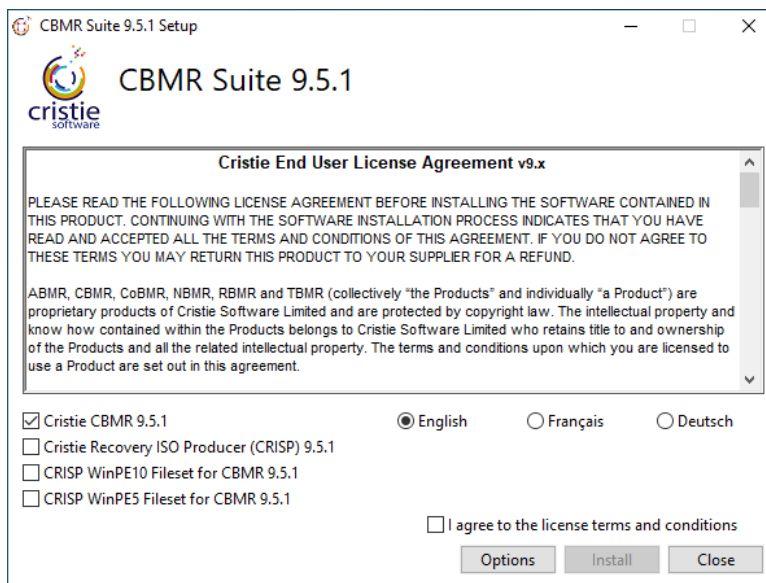 CBMR Suite 9.5.1 Setup
cristie
software
CBMR Suite 9.5.1
Cristie End User License Agreement v9.x
PLEASE READ THE FOLLOWING LICENSE AGREEMENT BEFORE INSTALLING THE SOFTWARE CONTAINED IN
THIS PRODUCT. CONTINUING WITH THE SOFTWARE INSTALLATION PROCESS INDICATES THAT YOU HAVE
READ AND ACCEPTED ALL THE TERMS AND CONDITIONS OF THIS AGREEMENT. IF YOU DO NOT AGREE TO
THESE TERMS YOU MAY RETURN THIS PRODUCT TO YOUR SUPPLIER FOR A REFUND.
ABMR, CBMR, CoBMR, NBMR, RBMR and TBMR (collectively “the Products” and individually “a Product”) are
proprietary products of Cristie Software Limited and are protected by copyright law. The intellectual property and
know how contained within the Products belongs to Cristie Software Limited who retains title to and ownership
of the Products and all the related intellectual property. The terms and conditions upon which you are licensed to
use a Product are set out in this agreement.
Cristie CBMR 9.5.1 English Français Deutsch
Cristie Recovery ISO Producer (CRISP) 9.5.1
CRISP WinPE10 Fileset for CBMR 9.5.1
CRISP WinPE5 Fileset for CBMR 9.5.1
I agree to the license terms and conditions
Options Install Close